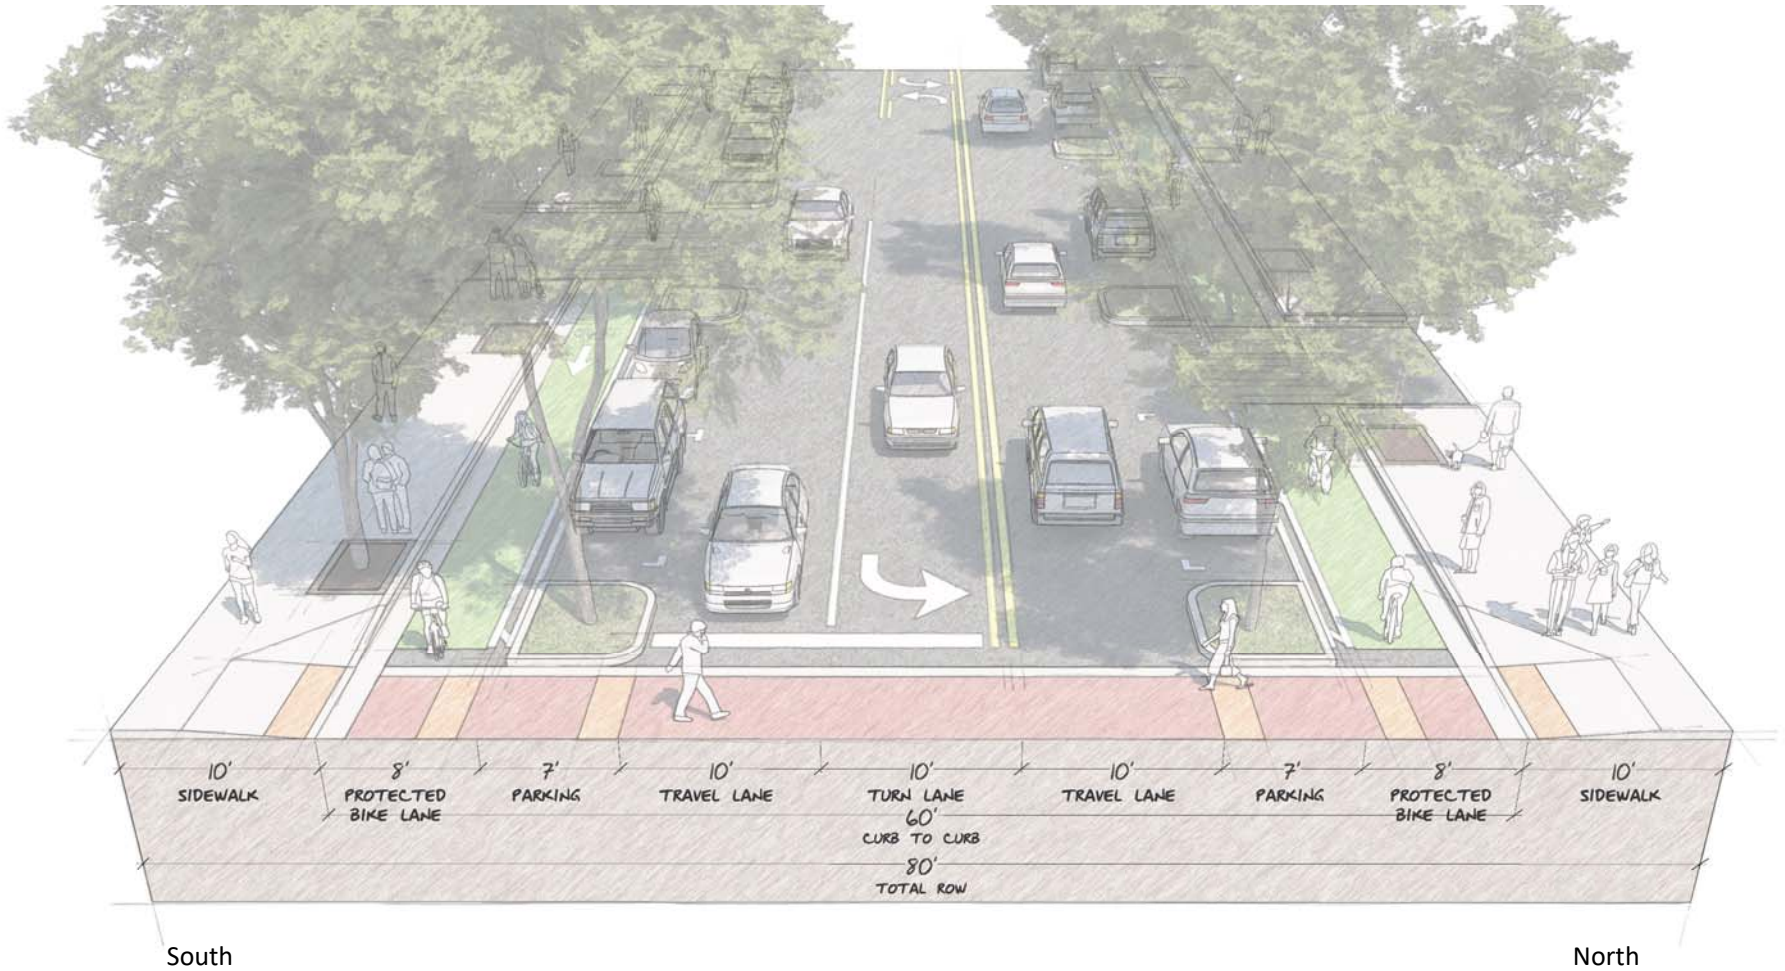 10' 8' 7' 10' 10' 10' 7' 8' 10'
SIDEWALK PROTECTED PARKING TRAVEL LANE TURN LANE TRAVEL LANE PARKING PROTECTED SIDEWALK
BIKE LANE BIKE LANE
60'
CURB TO CURB
80'
TOTAL ROW
South North